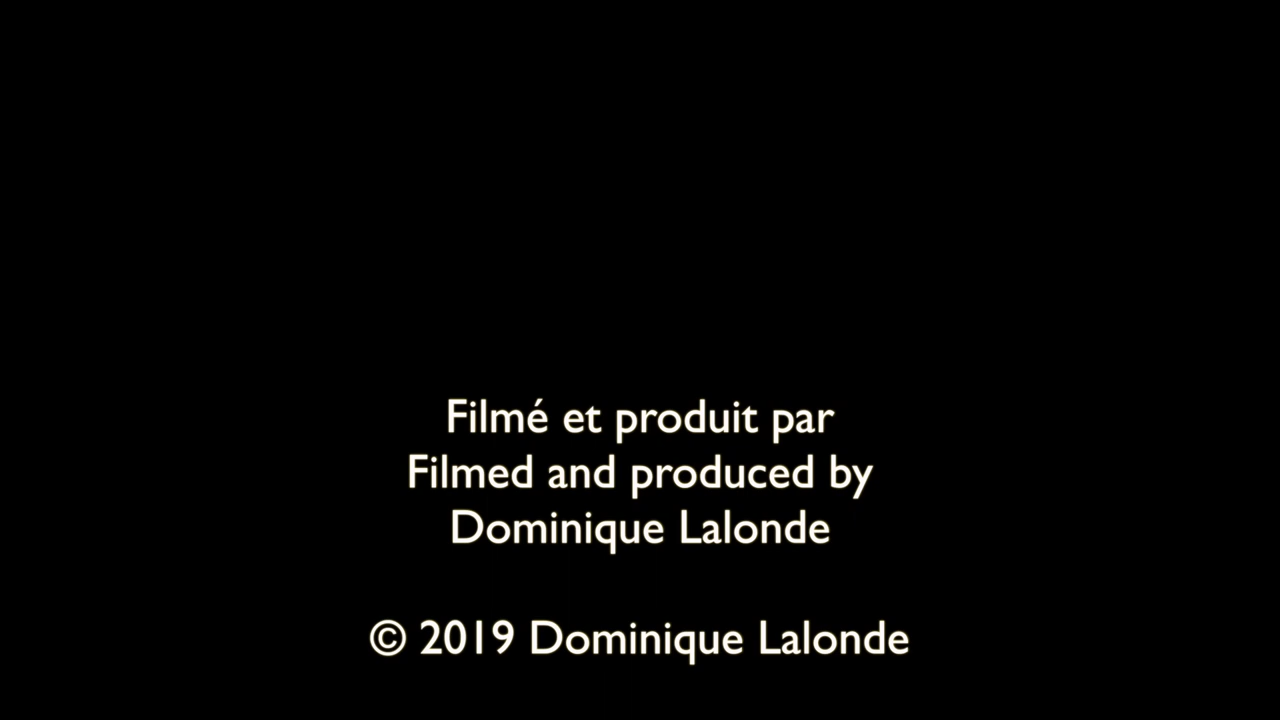 Filmé et produit par
Filmed and produced by
Dominique Lalonde
© 2019 Dominique Lalonde